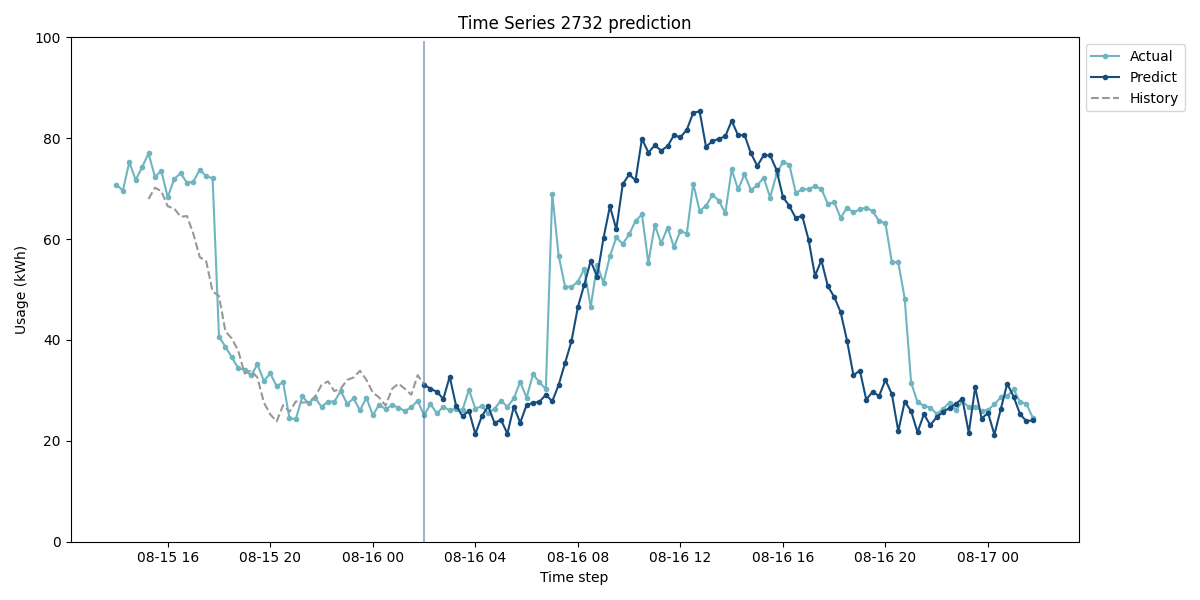 Time Series 2732 prediction
100
80
60
40
20
0
Usage (kWh)
08-15 16
08-15 20
08-16 00
08-16 04
08-16 08
08-16 12
08-16 16
08-16 20
08-17 00
Time step
Actual
Predict
History